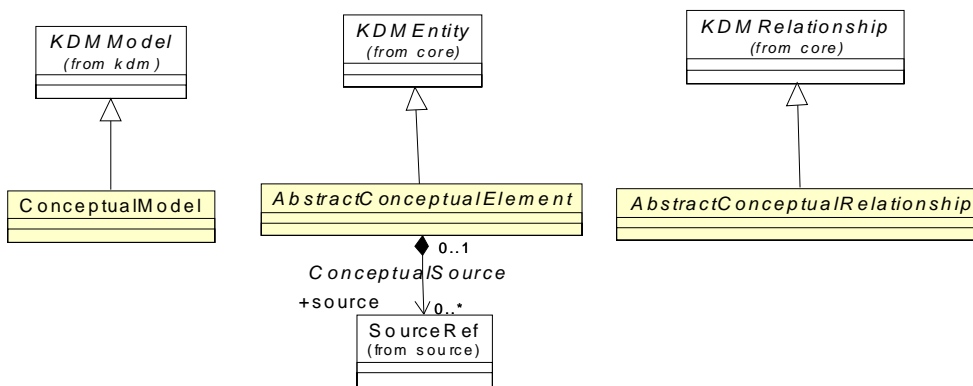 KDMModel
(from kdm)
KDMEntity
(from core)
KDMRelationship
(from core)
ConceptualModel
AbstractConceptualElement
AbstractConceptualRelationship
0..1
ConceptualSource
+source
0..*
SourceRef
(from source)